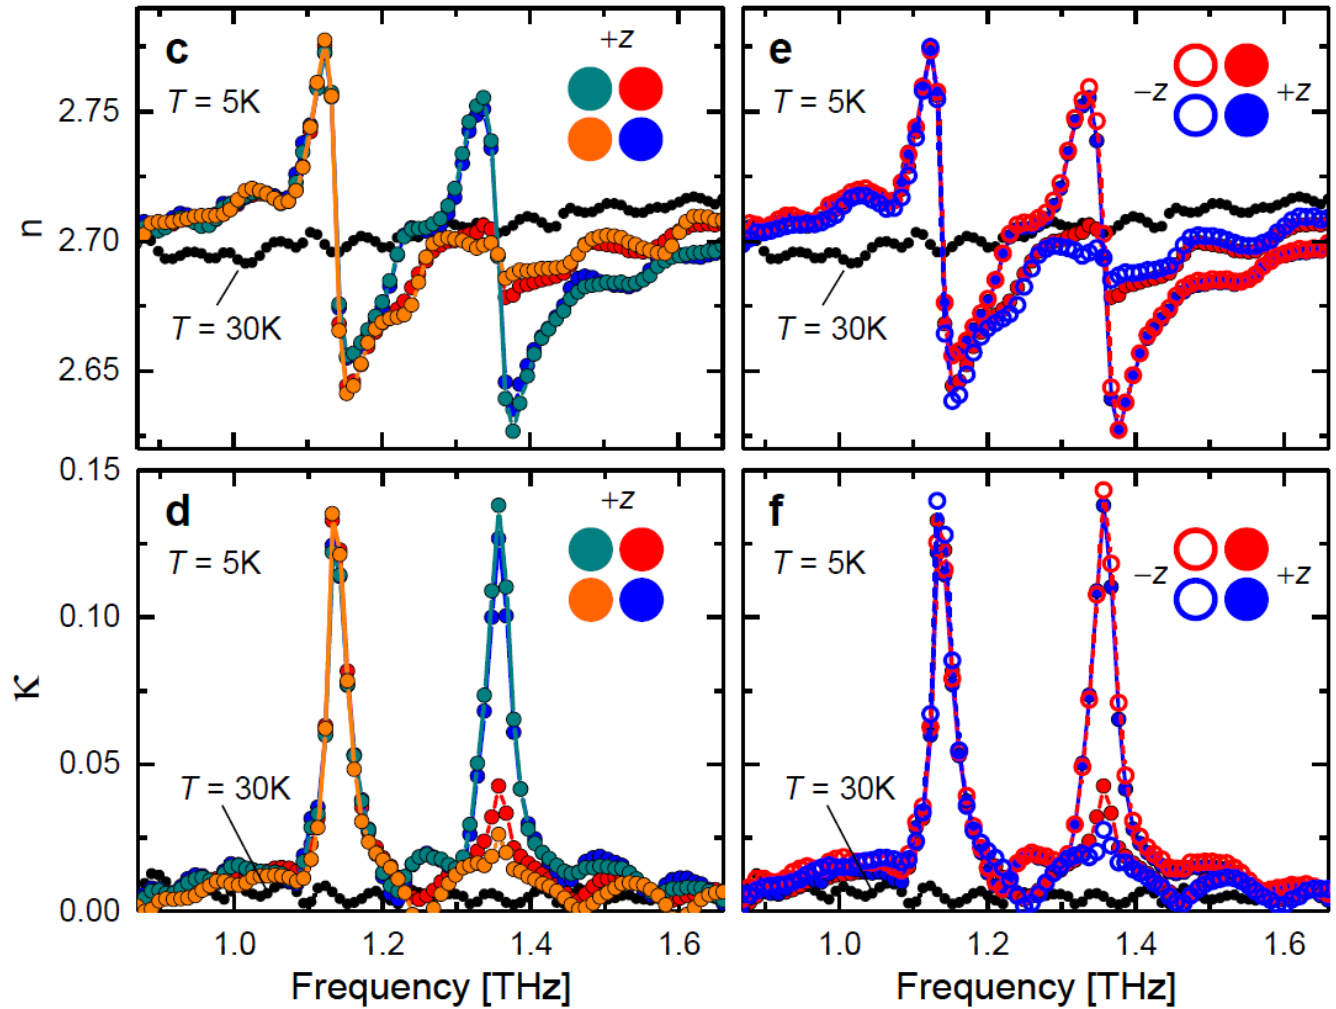 c
+z
T = 5K
2.75
n
2.70
T = 30K
2.65
e
T = 5K
−z
+z
T = 30K
0.15
d
+z
T = 5K
0.10
κ
T = 30K
0.05
0.00
1.0
1.2
1.4
1.6
Frequency [THz]
f
T = 5K
−z
+z
T = 30K
1.0
1.2
1.4
1.6
Frequency [THz]